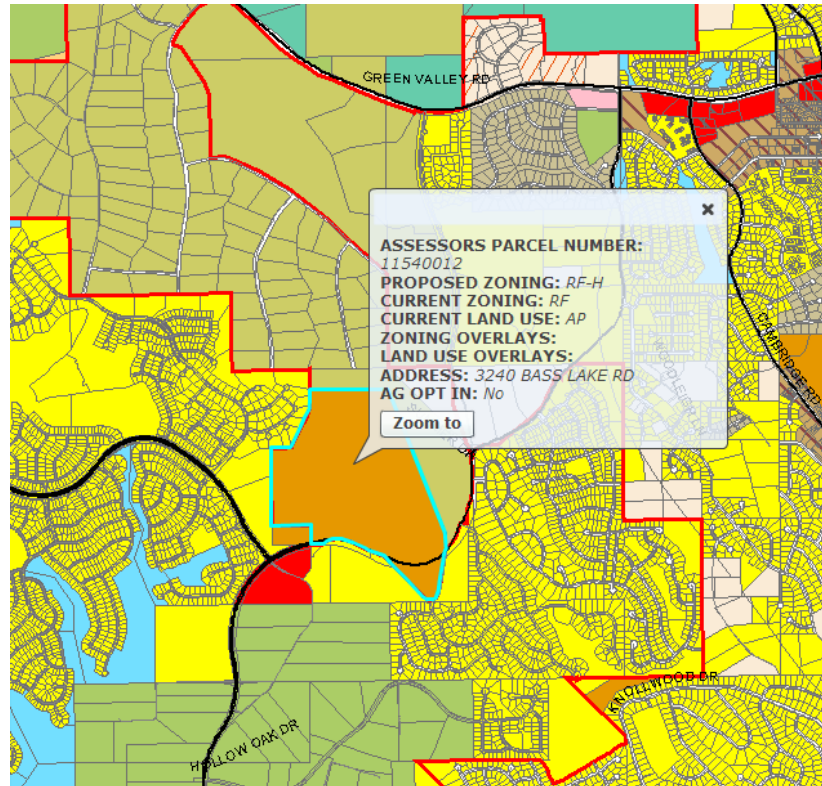 GREEN VALLEY RD
×
ASSESSORS PARCEL NUMBER:
11540012
PROPOSED ZONING: RF-H
CURRENT ZONING: RF
CURRENT LAND USE: AP
ZONING OVERLAYS:
LAND USE OVERLAYS:
ADDRESS: 3240 BASS LAKE RD
AG OPT IN: No
Zoom to
CAMBRIDGE RD
KNOLLWOOD DR
HOLLOW OAK DR